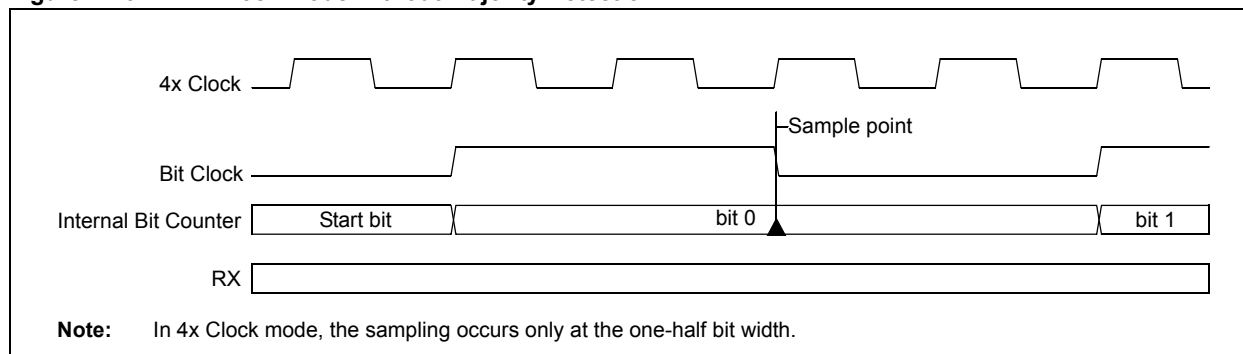 4x Clock
Sample point
Bit Clock
Internal Bit Counter Start bit bit 0 bit 1
RX
Note: In 4x Clock mode, the sampling occurs only at the one-half bit width.